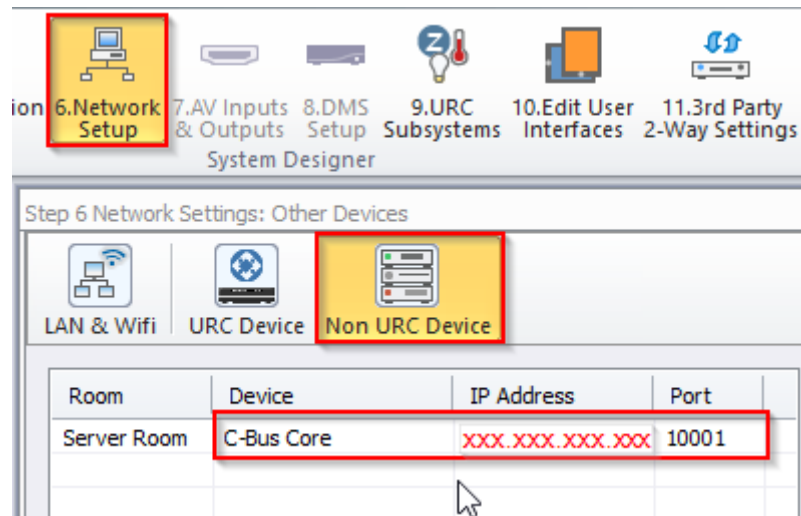 ion 6.Network 7.AV Inputs 8.DMS 9.URC 10.Edit User 11.3rd Party
Setup & Outputs Setup Subsystems Interfaces 2-Way Settings
System Designer
Step 6 Network Settings: Other Devices
LAN & Wifi URC Device Non URC Device
Room Device IP Address Port
Server Room C-Bus Core xxx.xxx.xxx.xxx 10001